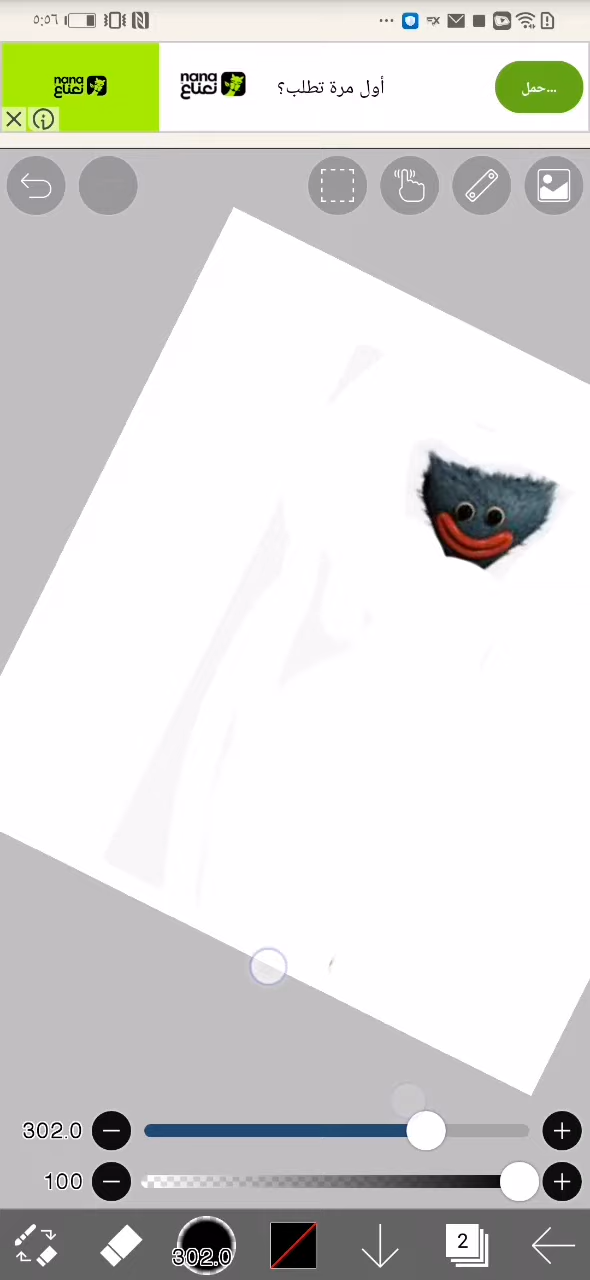 ٥:٥٦
nana
نعناع
nana
نعناع
أول مرة تطلب؟
حمل...
302.0
100
302.0
2